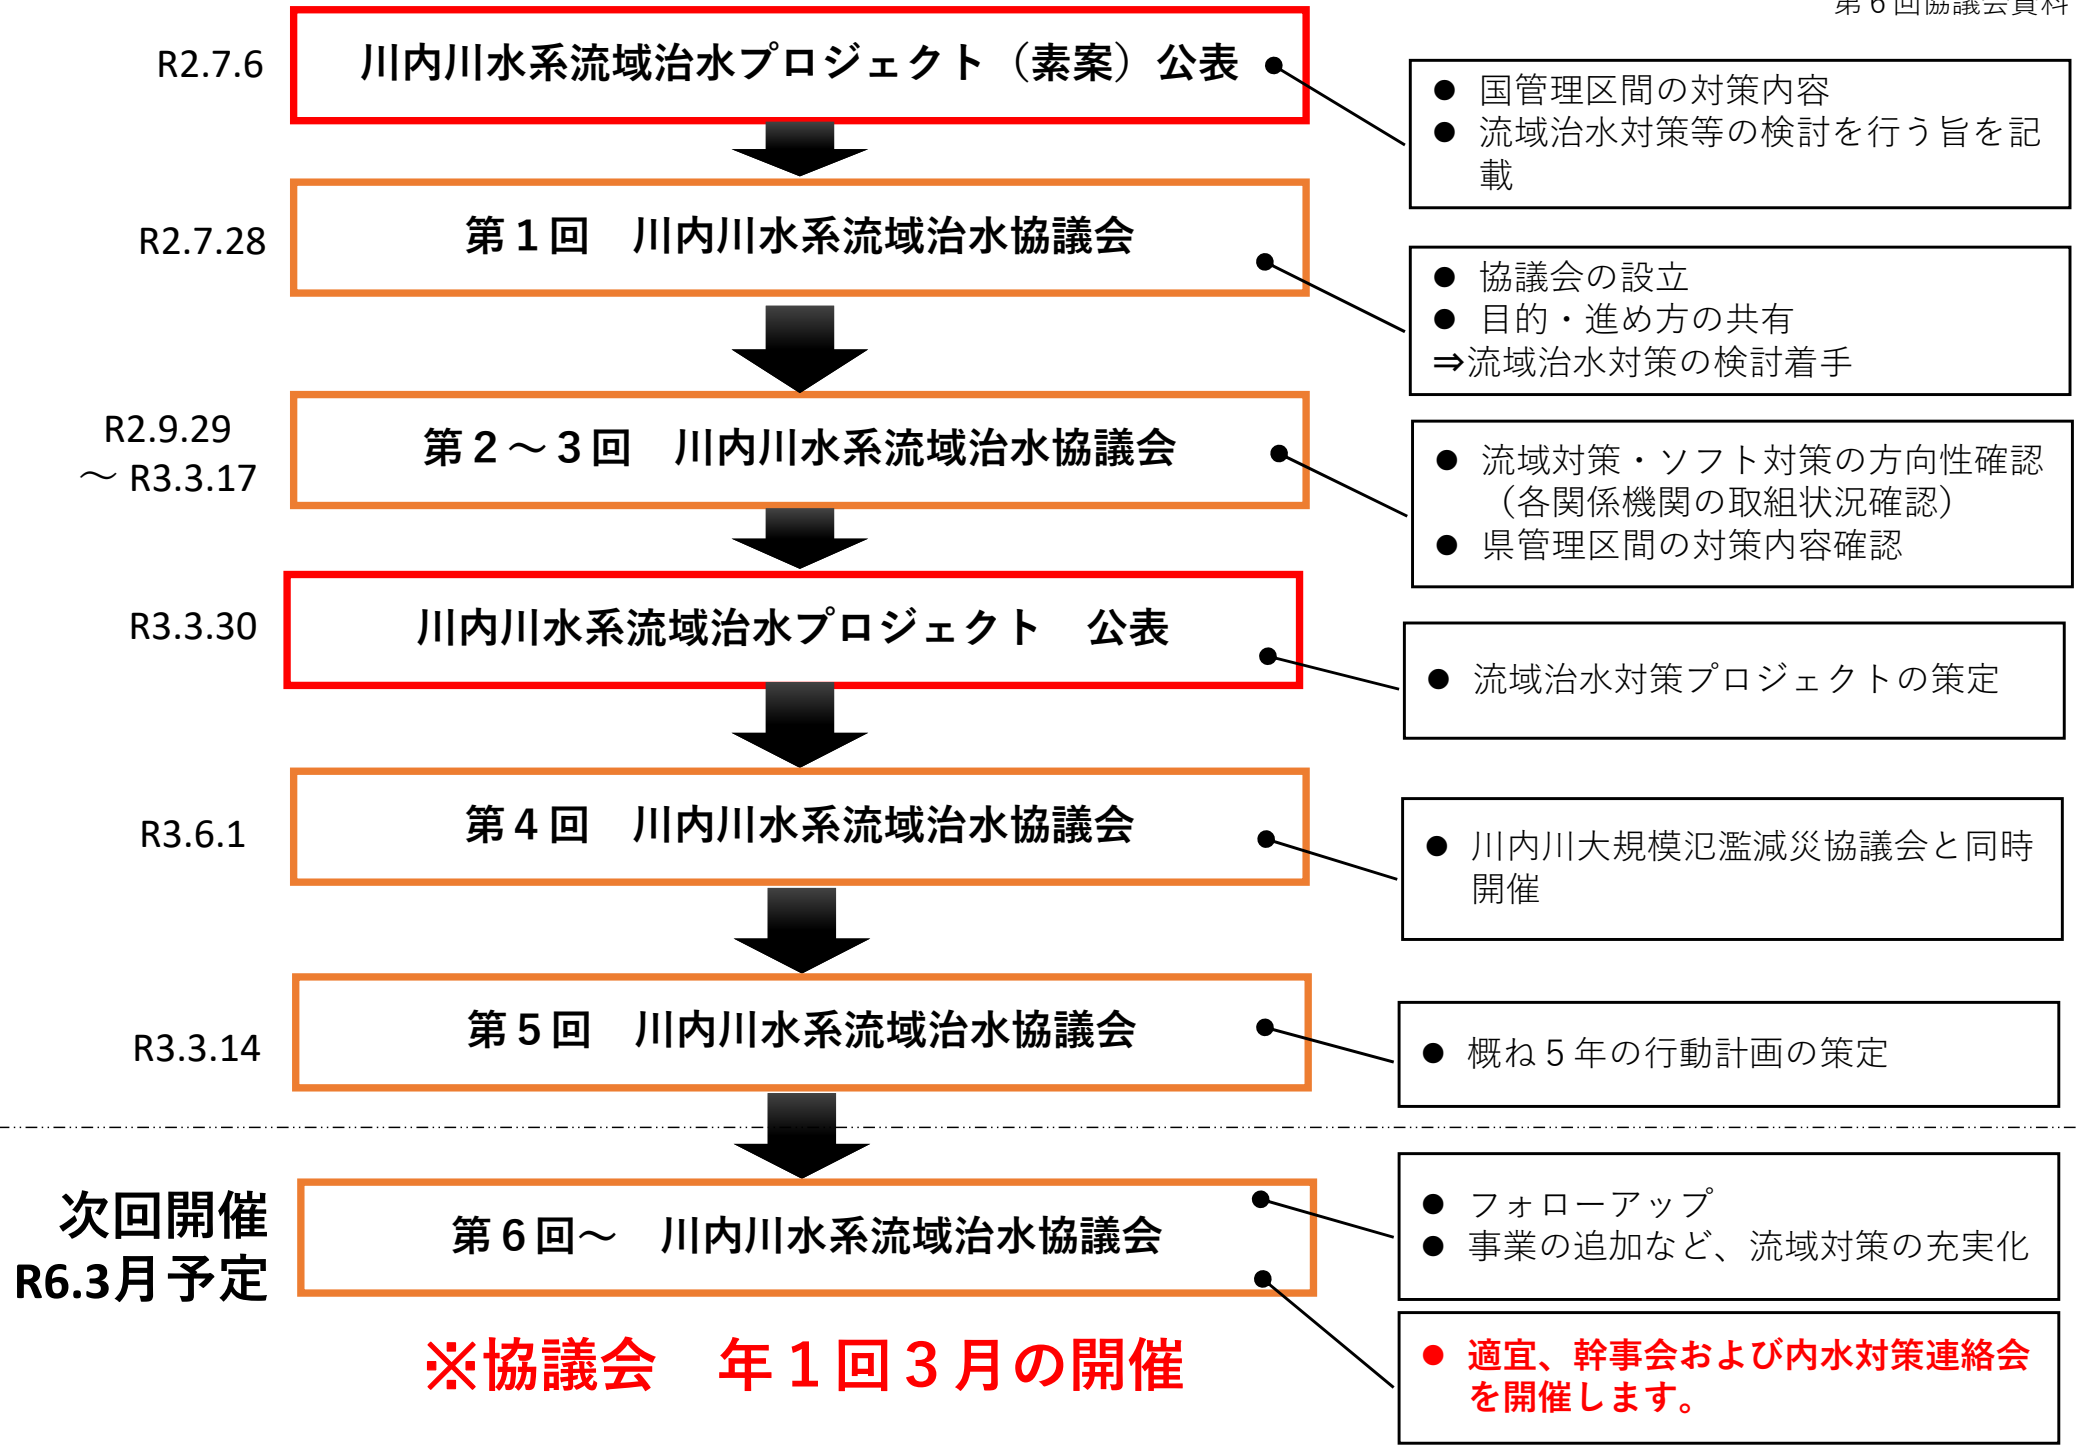 第６回協議会資料
R2.7.6
川内川水系流域治水プロジェクト（素案）公表
● 国管理区間の対策内容
● 流域治水対策等の検討を行う旨を記
載
R2.7.28
第１回　川内川水系流域治水協議会
● 協議会の設立
● 目的・進め方の共有
⇒流域治水対策の検討着手
R2.9.29
～ R3.3.17
第２～３回　川内川水系流域治水協議会
● 流域対策・ソフト対策の方向性確認
（各関係機関の取組状況確認）
● 県管理区間の対策内容確認
R3.3.30
川内川水系流域治水プロジェクト　公表
● 流域治水対策プロジェクトの策定
R3.6.1
第４回　川内川水系流域治水協議会
● 川内川大規模氾濫減災協議会と同時
開催
R3.3.14
第５回　川内川水系流域治水協議会
● 概ね５年の行動計画の策定
次回開催
R6.3月予定
第６回～　川内川水系流域治水協議会
● フォローアップ
● 事業の追加など、流域対策の充実化
※協議会　年１回３月の開催
● 適宜、幹事会および内水対策連絡会
を開催します。